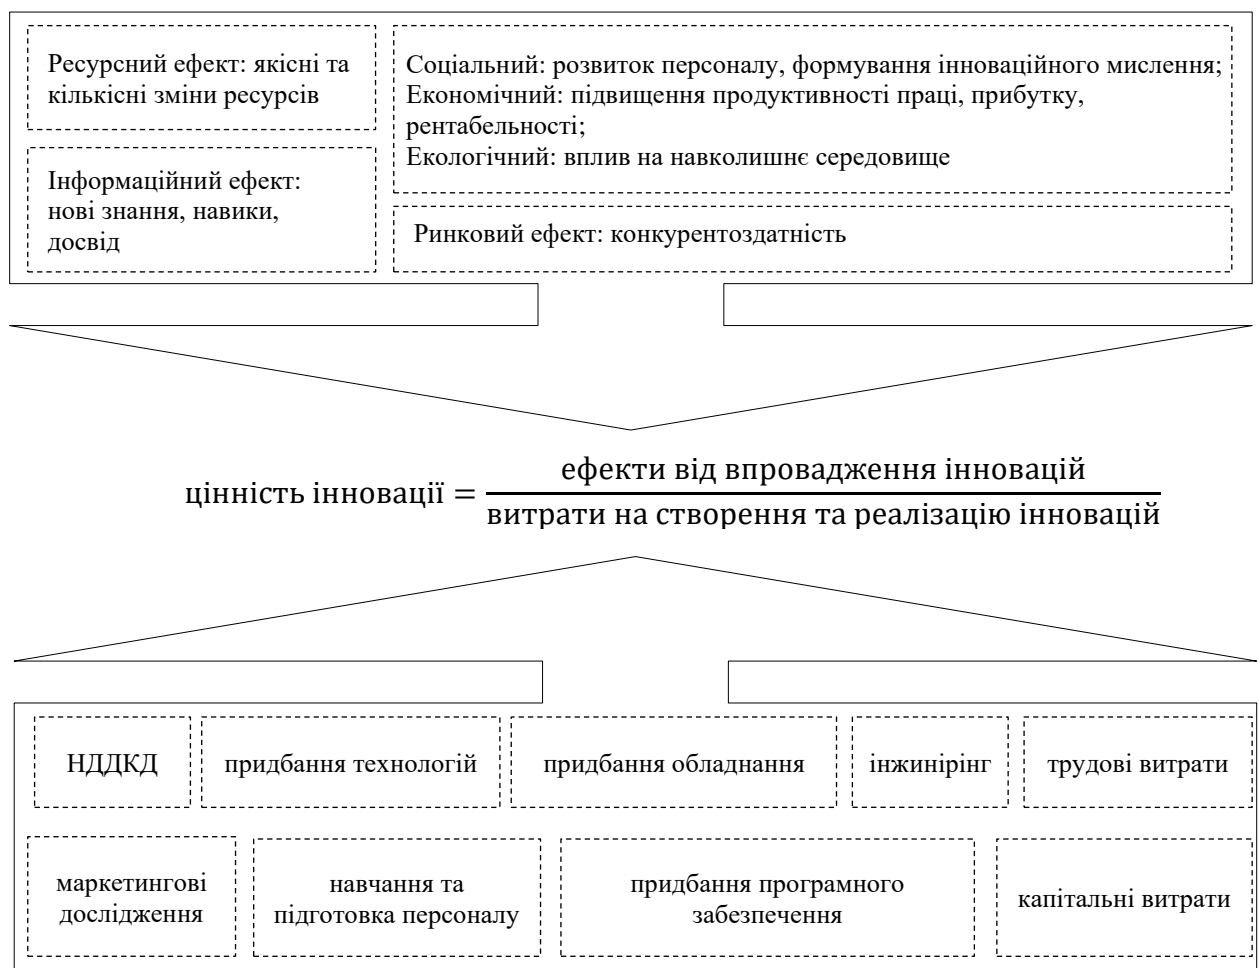 Ресурсний ефект: якісні та
кількісні зміни ресурсів
Інформаційний ефект:
нові знання, навики,
досвід
Соціальний: розвиток персоналу, формування інноваційного мислення;
Економічний: підвищення продуктивності праці, прибутку,
рентабельності;
Екологічний: вплив на навколишнє середовище
Ринковий ефект: конкурентоздатність
цінність інновації = ефекти від впровадження інновацій
витрати на створення та реалізацію інновацій
НДДКД
придбання технологій
придбання обладнання
інжинірінг
трудові витрати
маркетингові
дослідження
навчання та
підготовка персоналу
придбання програмного
забезпечення
капітальні витрати